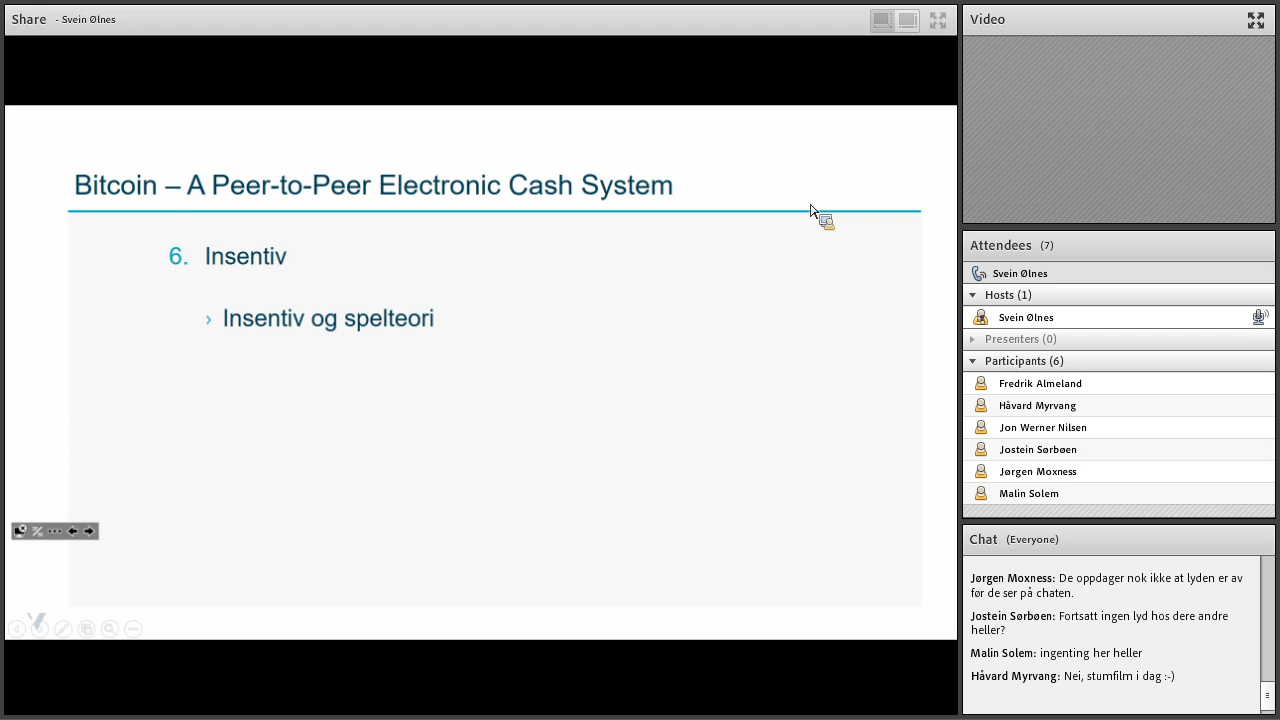 Share - Svein Ølnes
Bitcoin – A Peer-to-Peer Electronic Cash System
6. Insentiv
› Insentiv og spelteori
Video
Attendees (7)
Svein Ølnes
Hosts (1)
Svein Ølnes
Presenters (0)
Participants (6)
Fredrik Almeland
Håvard Myrvang
Jon Werner Nilsen
Jostein Sørbøen
Jørgen Moxness
Malin Solem
Chat (Everyone)
Jørgen Moxness: De oppdager nok ikke at lyden er av
før de ser på chaten.
Jostein Sørbøen: Fortsatt ingen lyd hos dere andre
heller?
Malin Solem: ingenting her heller
Håvard Myrvang: Nei, stumfilm i dag :-)